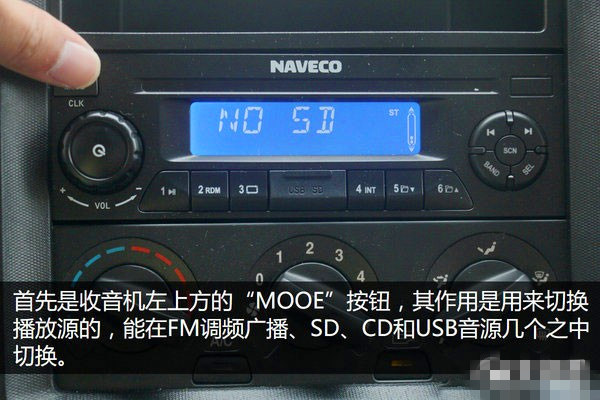 NAVECO
CLK
NO SD
ST
SCN
BAND
SEL
VOL
1
2 RDM
3
USB SD
4 INT
5
6
0
1
2
3
4
A/C
首先是收音机左上方的“MOOE”按钮，其作用是用来切换
播放源的，能在FM调频广播、SD、CD和USB音源几个之中
切换。